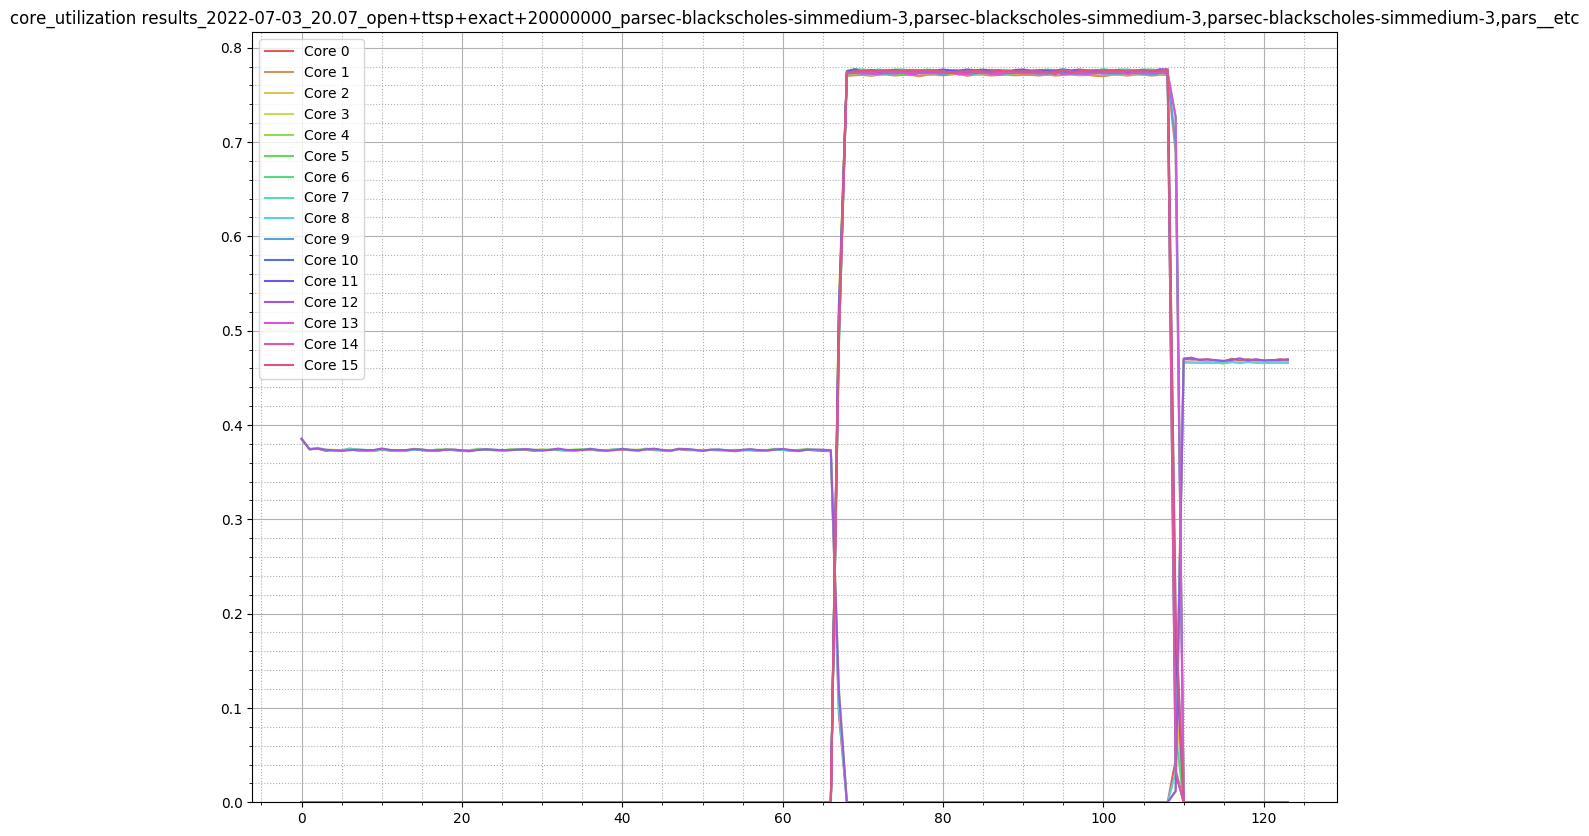 core_utilization results_2022-07-03_20.07_open+ttsp+exact+20000000_parsec-blackscholes-simmedium-3,parsec-blackscholes-simmedium-3,parsec-blackscholes-simmedium-3,pars__etc
Core 0
Core 1
Core 2
Core 3
Core 4
Core 5
Core 6
Core 7
Core 8
Core 9
Core 10
Core 11
Core 12
Core 13
Core 14
Core 15
0.8
0.7
0.6
0.5
0.4
0.3
0.2
0.1
0.0
0 20 40 60 80 100 120